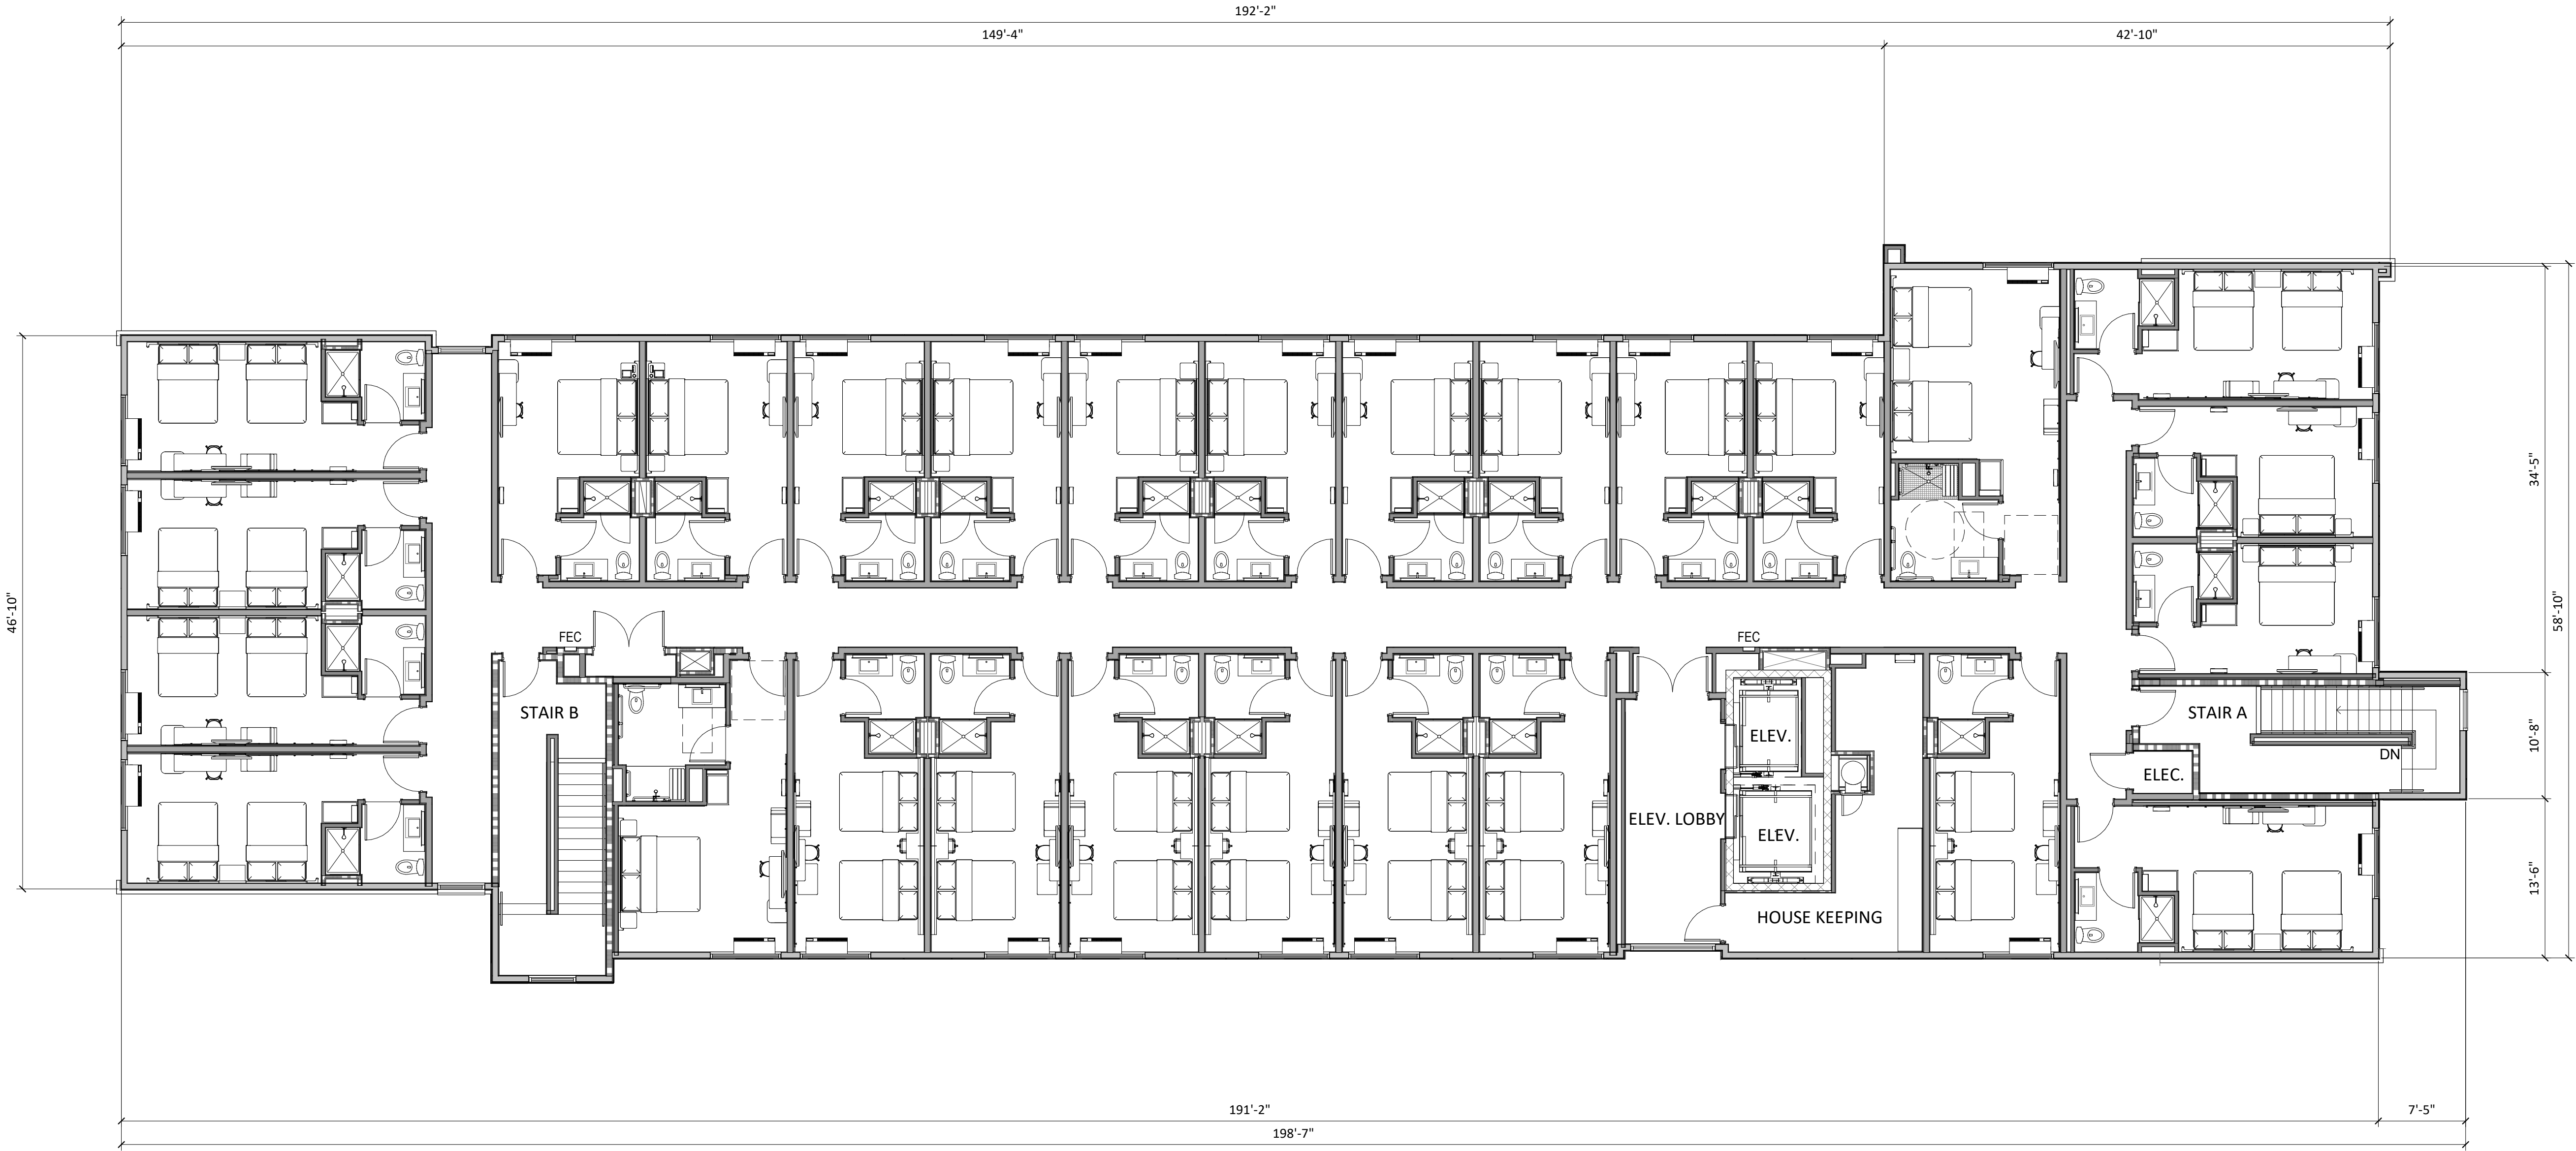 192'-2"
149'-4"
42'-10"
46'-10"
34'-5"
58'-10"
10'-8"
13'-6"
FEC
FEC
STAIR B
STAIR A
DN
ELEC.
ELEV.
ELEV. LOBBY
ELEV.
HOUSE KEEPING
191'-2"
7'-5"
198'-7"